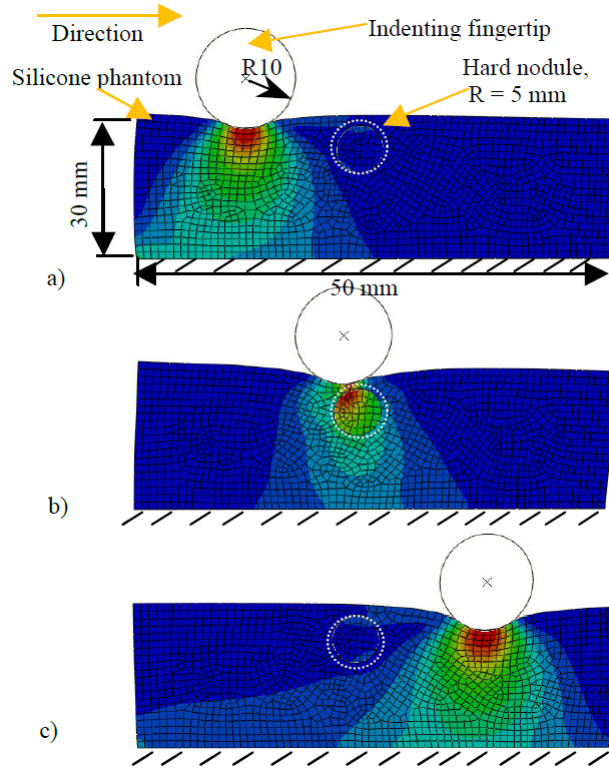 Direction
Indenting fingertip
R10
Silicone phantom
Hard nodule,
R = 5 mm
30 mm
a)
50 mm
b)
c)